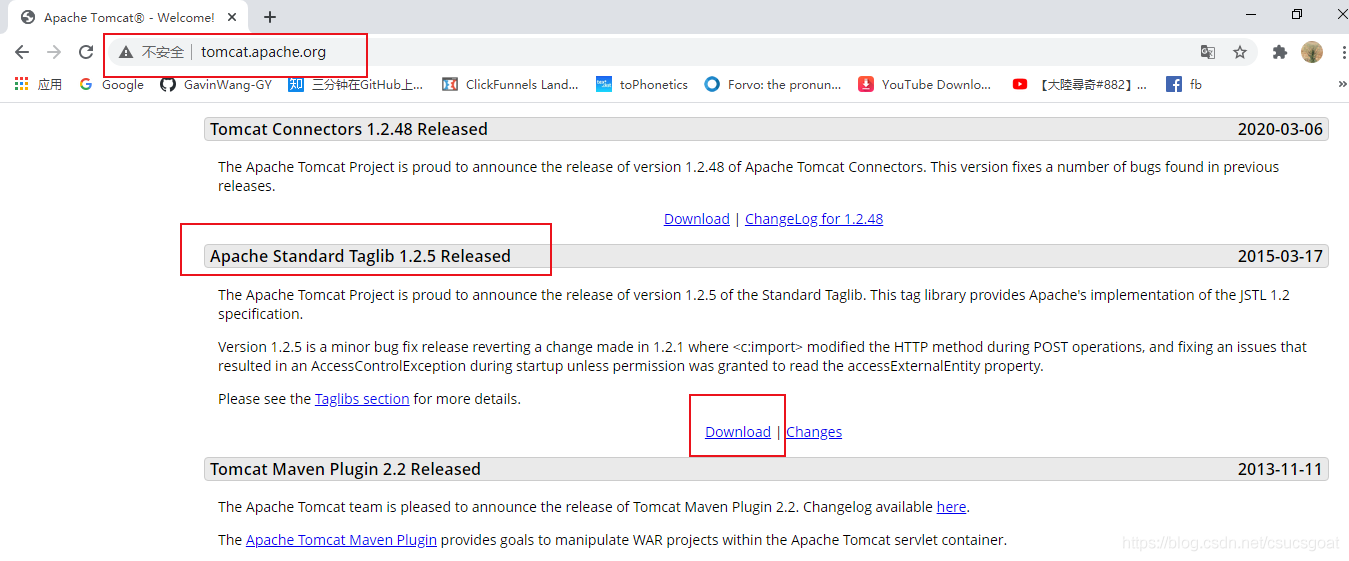 Apache Tomcat® - Welcome!
不安全 | tomcat.apache.org
应用 Google GavinWang-GY 三分钟在GitHub上... ClickFunnels Land... toPhonetics Forvo: the pronun... YouTube Downlo... 【大陸尋奇#882】... fb »
Tomcat Connectors 1.2.48 Released 2020-03-06
The Apache Tomcat Project is proud to announce the release of version 1.2.48 of Apache Tomcat Connectors. This version fixes a number of bugs found in previous
releases.
Download | ChangeLog for 1.2.48
Apache Standard Taglib 1.2.5 Released 2015-03-17
The Apache Tomcat Project is proud to announce the release of version 1.2.5 of the Standard Taglib. This tag library provides Apache's implementation of the JSTL 1.2
specification.
Version 1.2.5 is a minor bug fix release reverting a change made in 1.2.1 where <c:import> modified the HTTP method during POST operations, and fixing an issues that
resulted in an AccessControlException during startup unless permission was granted to read the accessExternalEntity property.
Please see the Taglibs section for more details.
Download | Changes
Tomcat Maven Plugin 2.2 Released 2013-11-11
The Apache Tomcat team is pleased to announce the release of Tomcat Maven Plugin 2.2. Changelog available here.
The Apache Tomcat Maven Plugin provides goals to manipulate WAR projects within the Apache Tomcat servlet container.
https://blog.csdn.net/csucsgoat